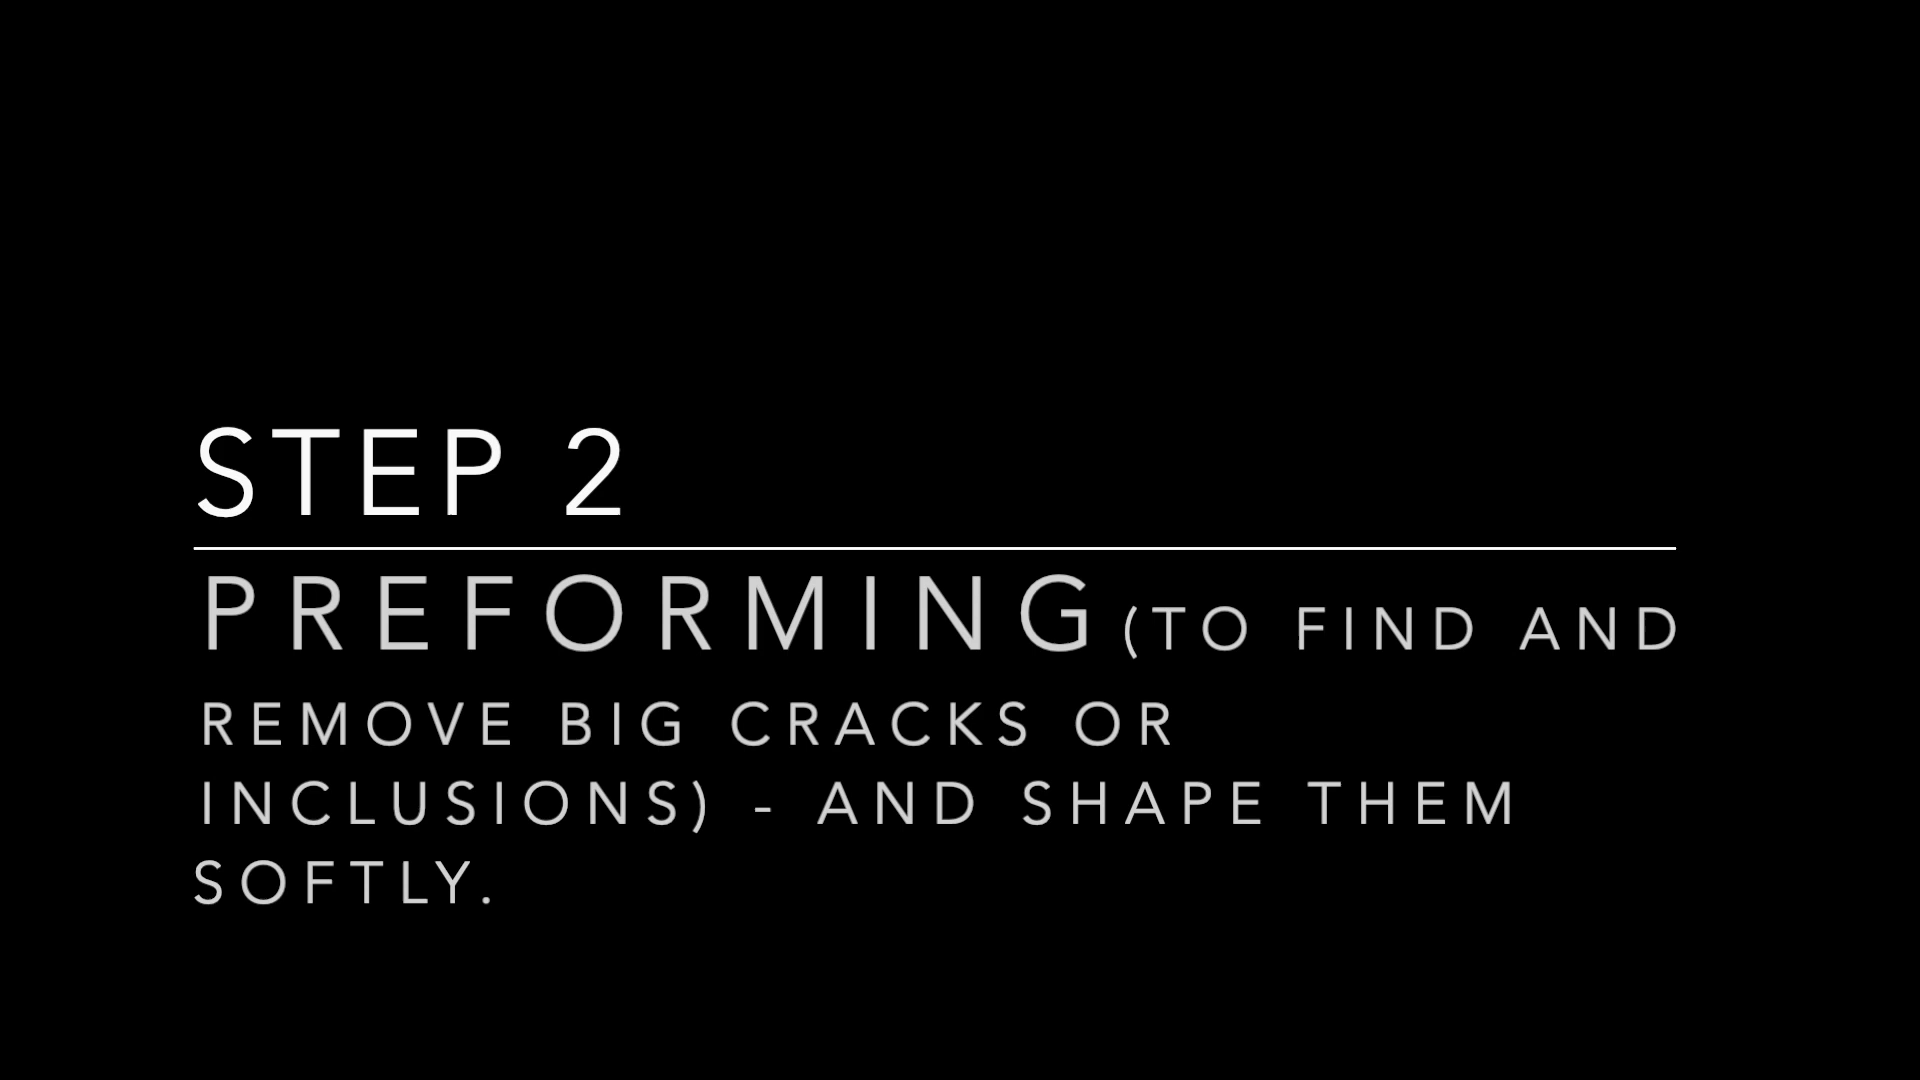 STEP 2
PREFORMING (TO FIND AND
REMOVE BIG CRACKS OR
INCLUSIONS) - AND SHAPE THEM
SOFTLY.